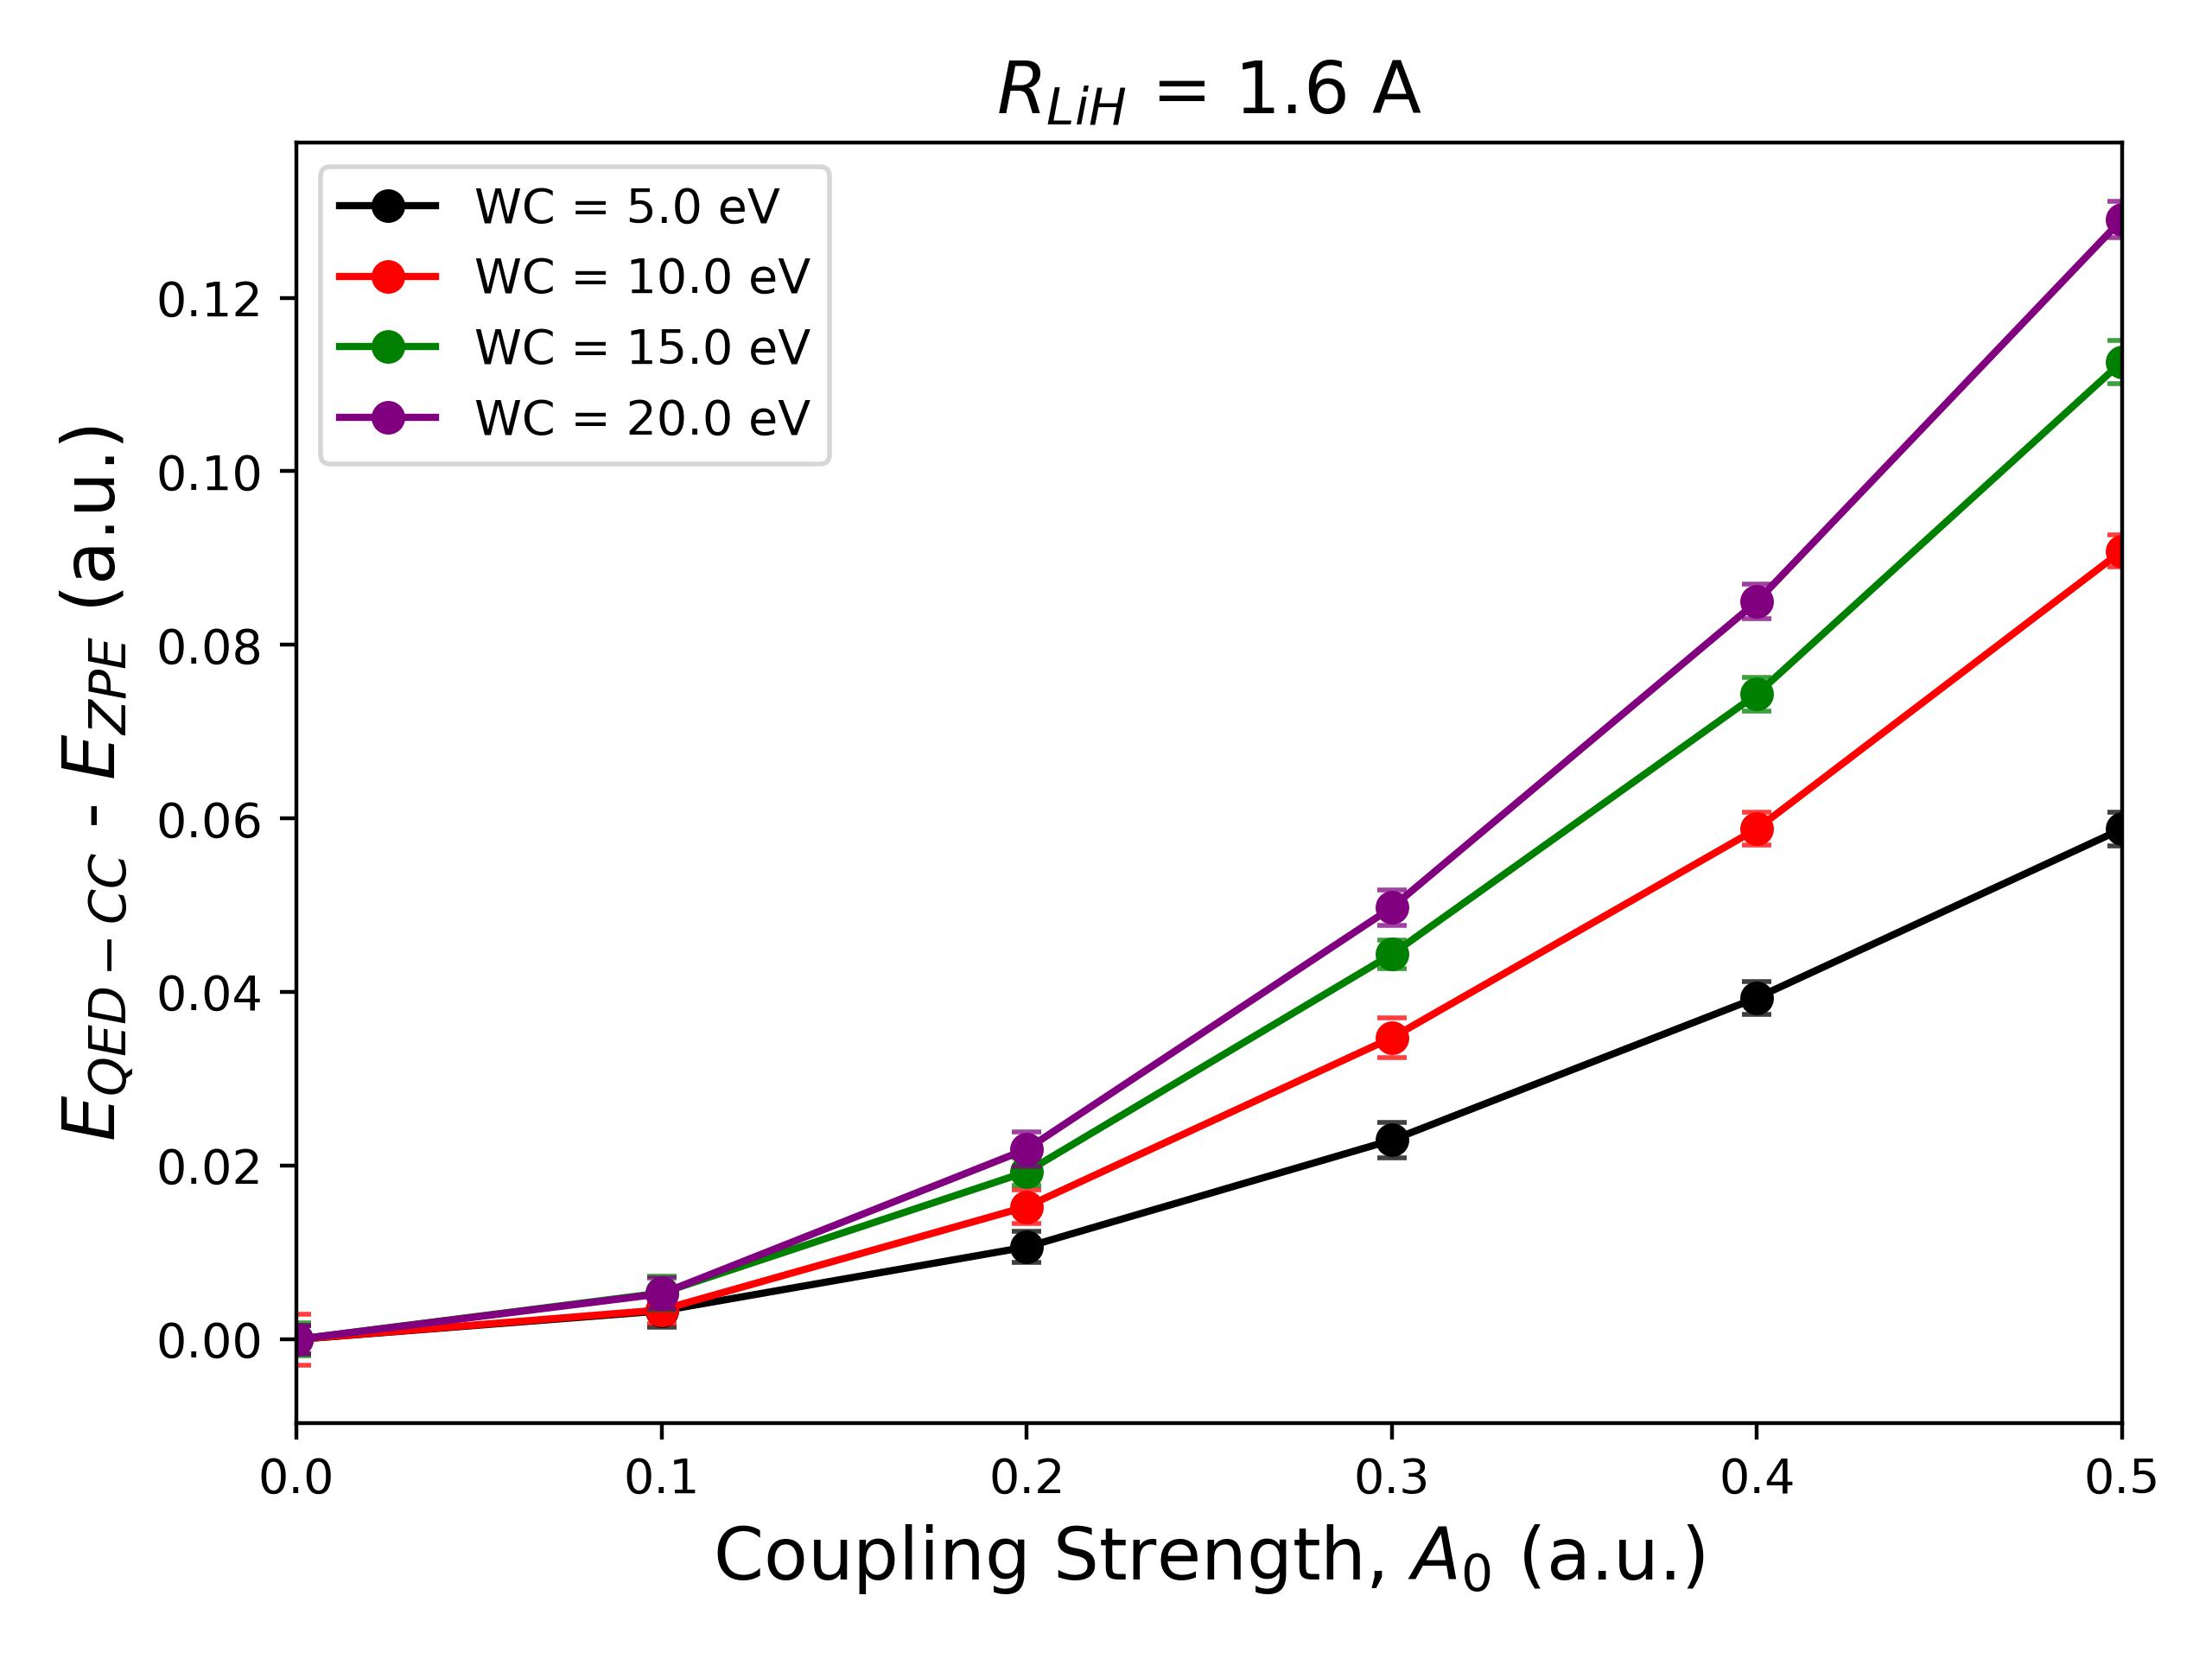 R_LiH = 1.6 A
WC = 5.0 eV
WC = 10.0 eV
WC = 15.0 eV
WC = 20.0 eV
E_QED−CC - E_ZPE (a.u.)
0.12
0.10
0.08
0.06
0.04
0.02
0.00
0.0 0.1 0.2 0.3 0.4 0.5
Coupling Strength, A_0 (a.u.)